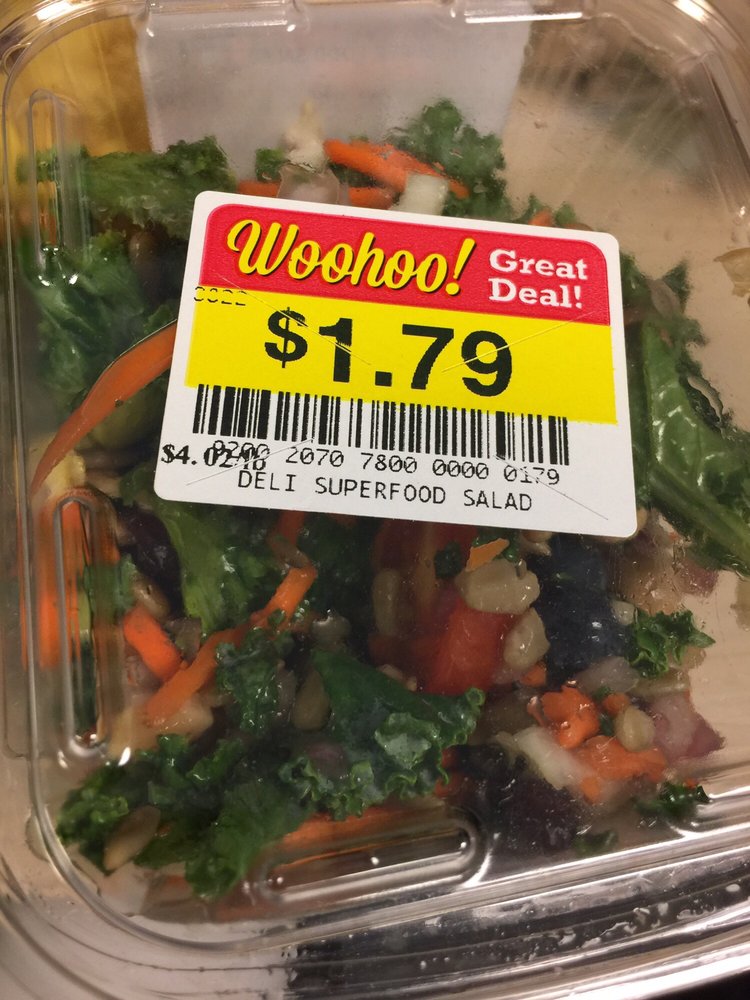 Woohoo! Great
Deal!
$1.79
2070 7800 0000 0179
DELI SUPERFOOD SALAD